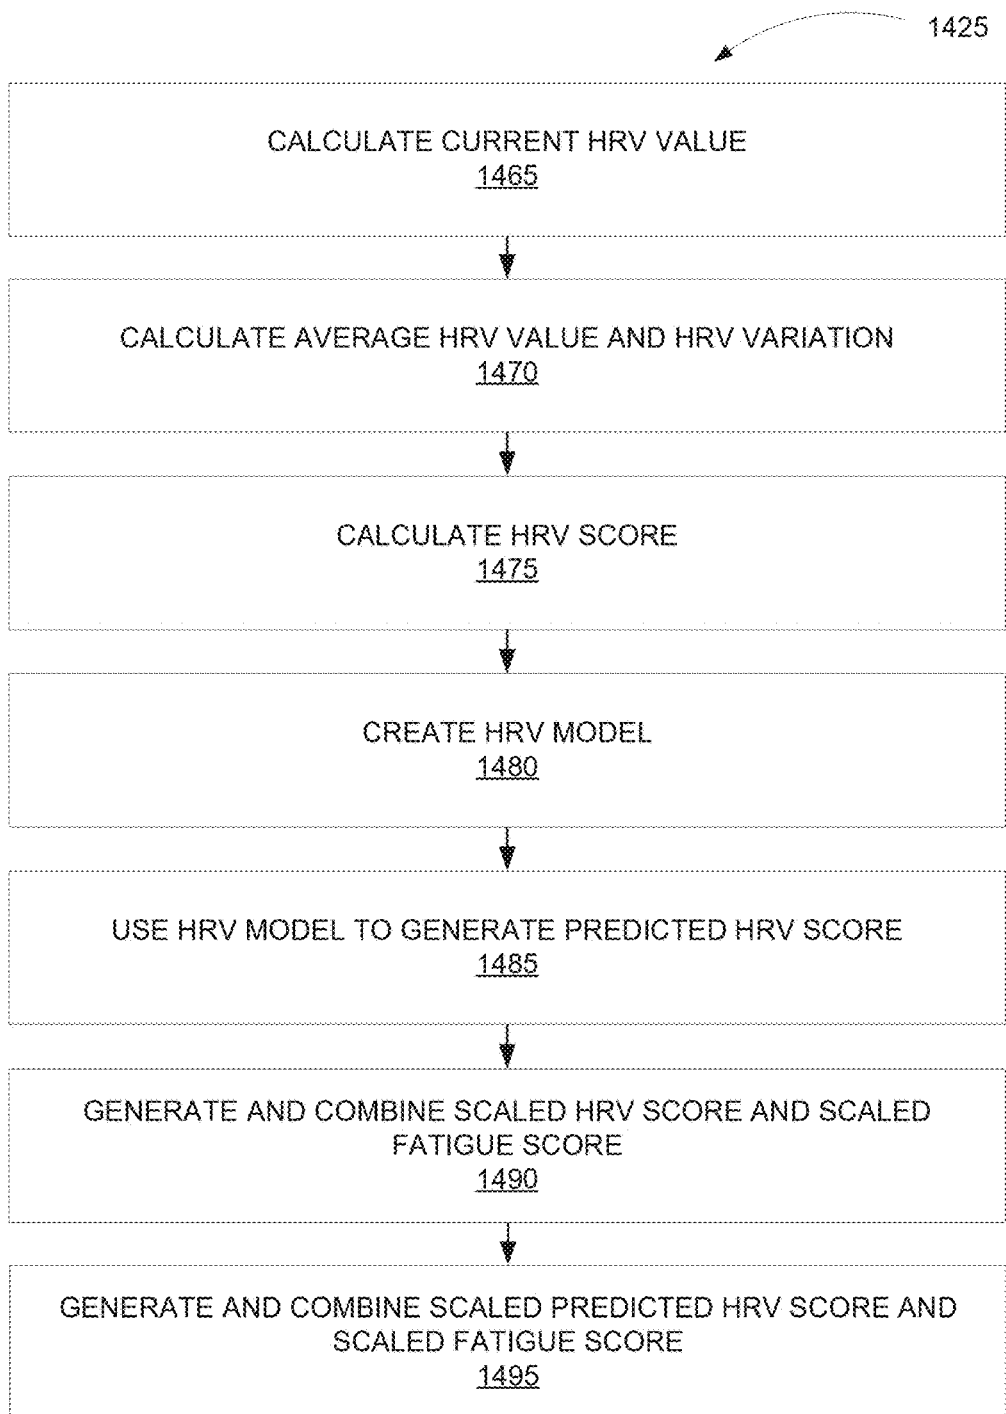 1425
CALCULATE CURRENT HRV VALUE
1465
CALCULATE AVERAGE HRV VALUE AND HRV VARIATION
1470
CALCULATE HRV SCORE
1475
CREATE HRV MODEL
1480
USE HRV MODEL TO GENERATE PREDICTED HRV SCORE
1485
GENERATE AND COMBINE SCALED HRV SCORE AND SCALED
FATIGUE SCORE
1490
GENERATE AND COMBINE SCALED PREDICTED HRV SCORE AND
SCALED FATIGUE SCORE
1495